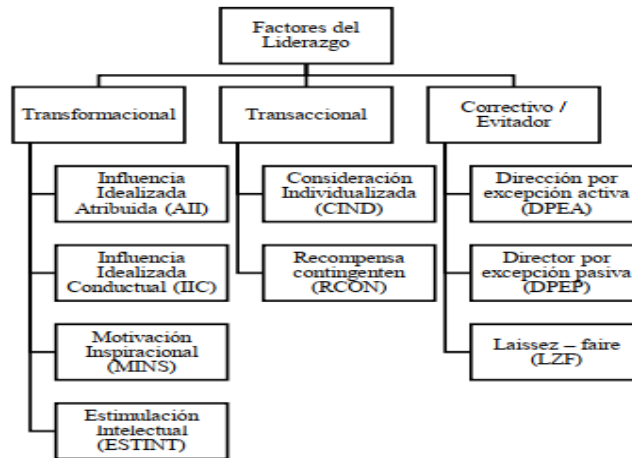 Factores del
Liderazgo
Transformacional
Transaccional
Correctivo /
Evitador
Influencia
Idealizada
Atribuida (AII)
Influencia
Idealizada
Conductual (IIC)
Motivación
Inspiracional
(MINS)
Estimulación
Intelectual
(ESTINT)
Consideración
Individualizada
(CIND)
Recompensa
contingenten
(RCON)
Dirección por
excepción activa
(DPEA)
Director por
excepción pasiva
(DPEP)
Laissez – faire
(LZF)